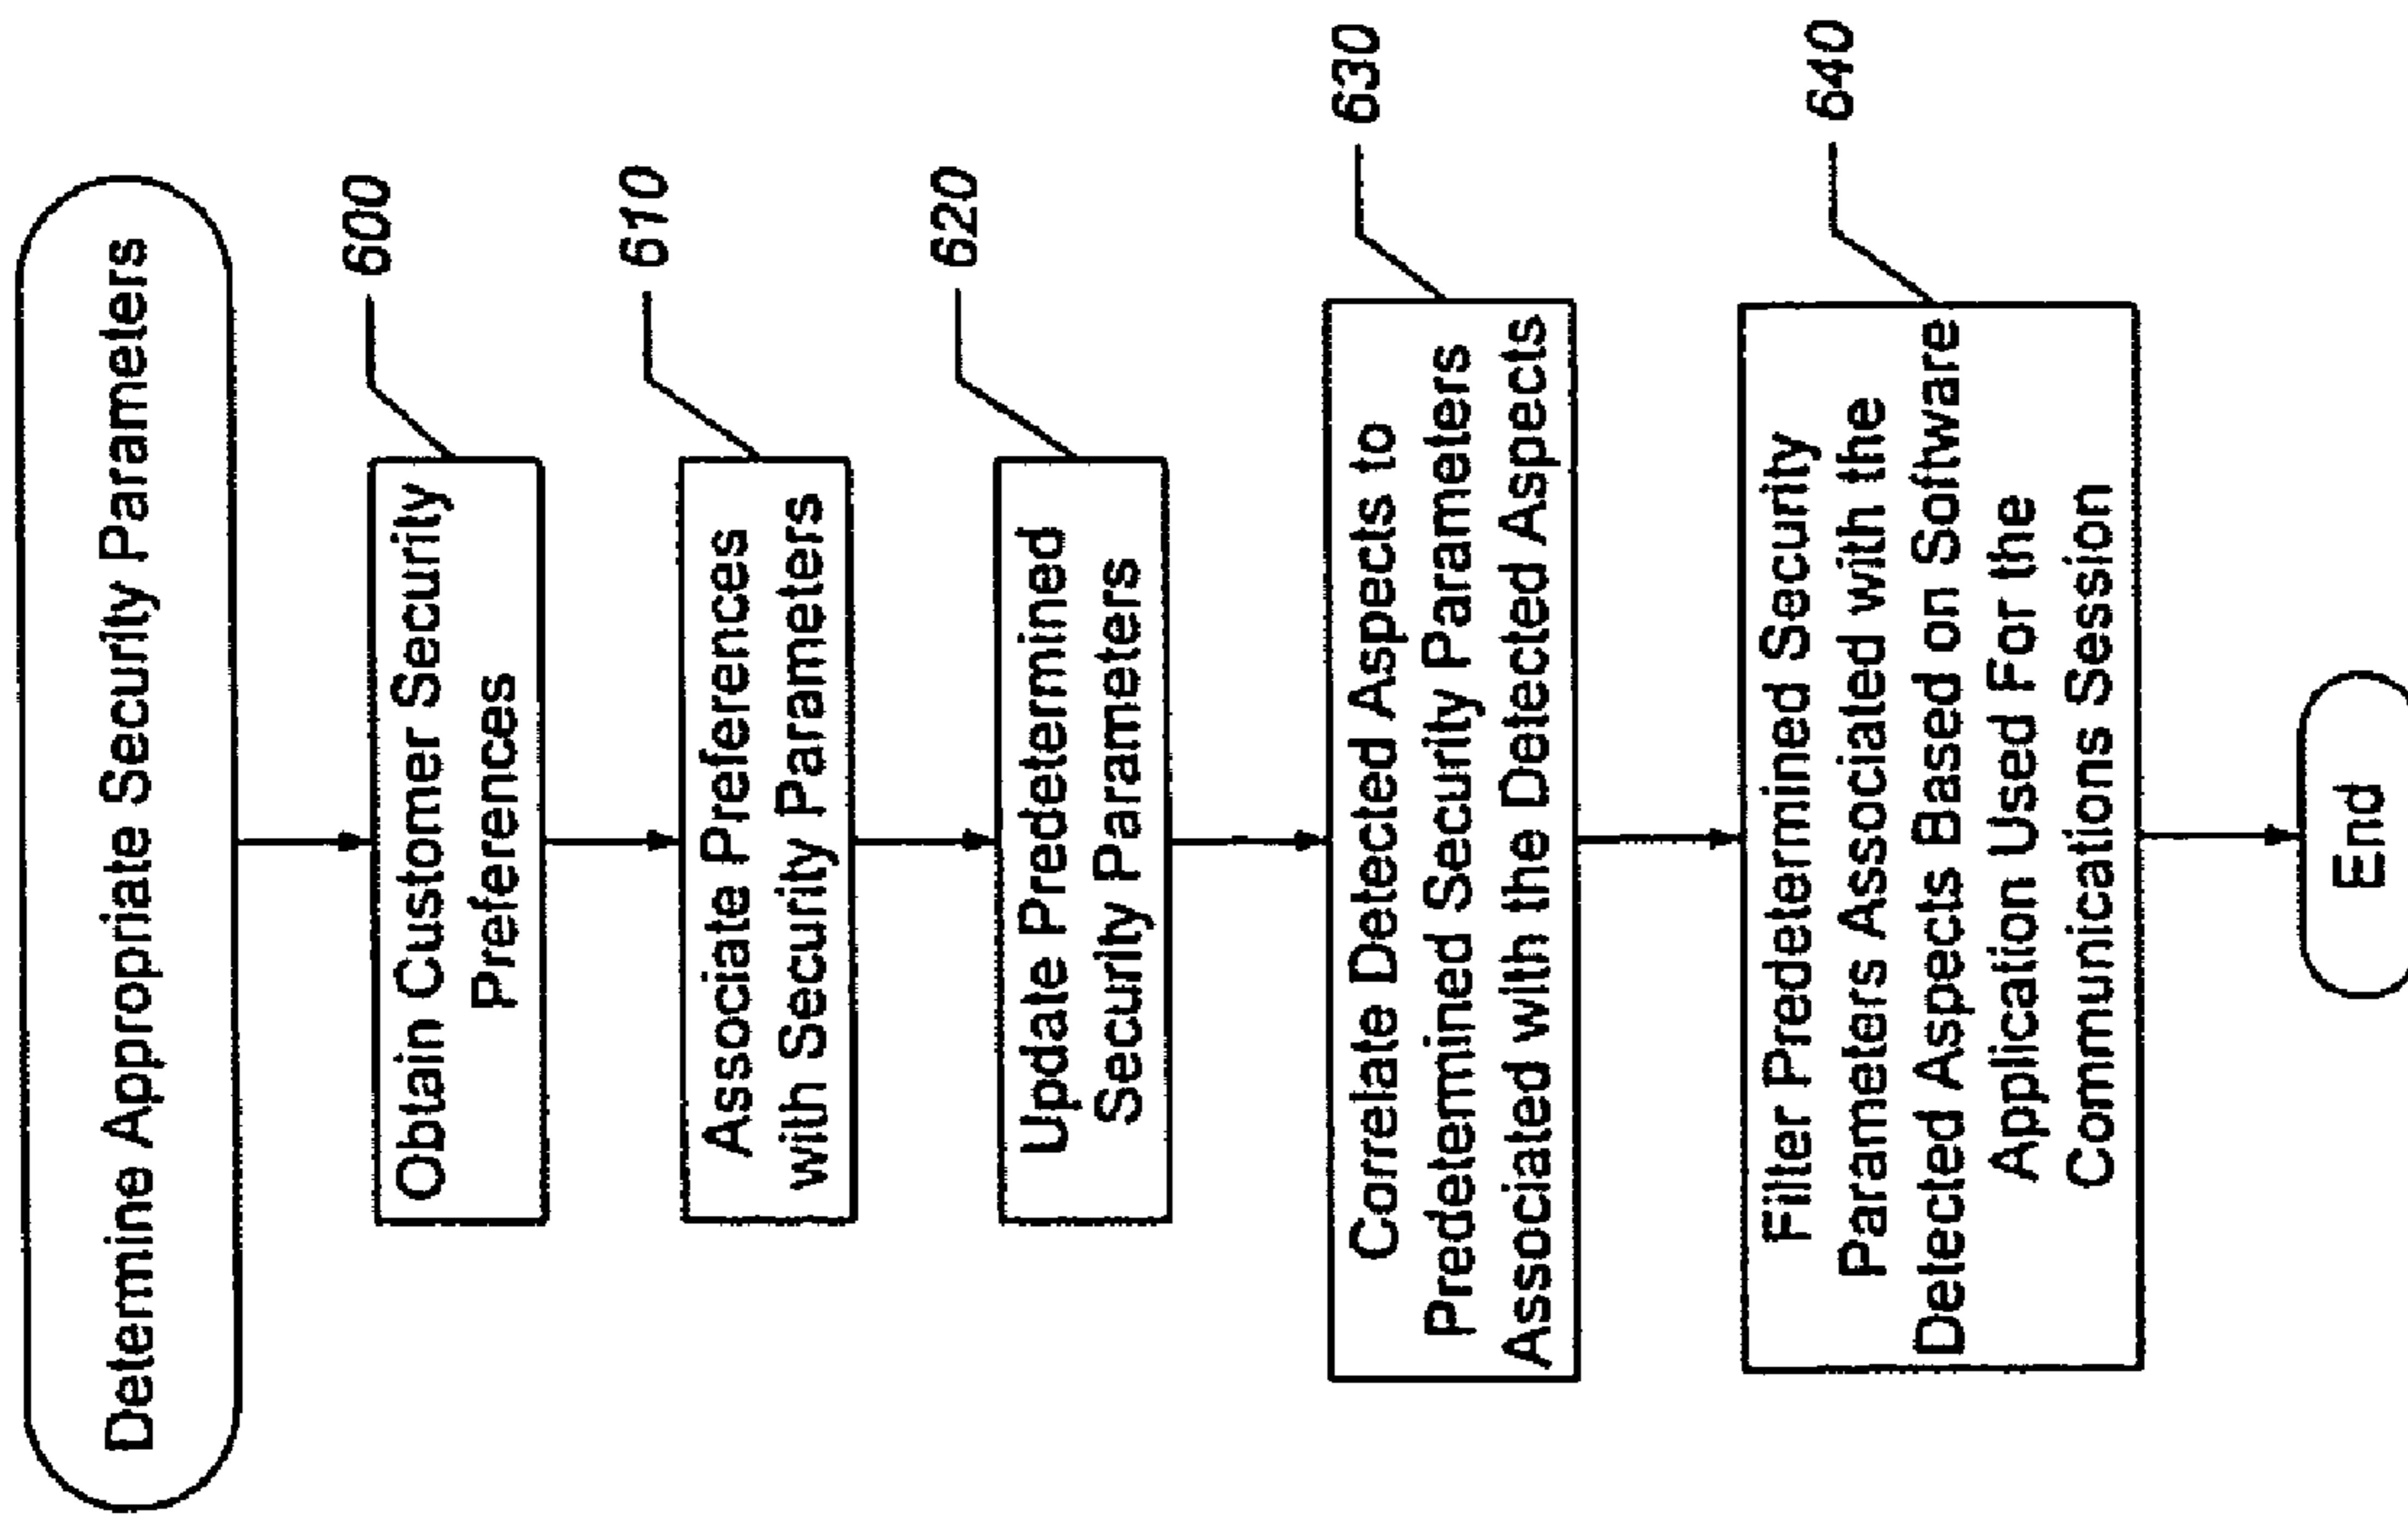 Determine Appropriate Security Parameters
600
Obtain Customer Security
Preferences
610
Associate Preferences
with Security Parameters
620
Update Predetermined
Security Parameters
630
Correlate Detected Aspects to
Predetemined Security Parameters
Associated with the Detected Aspects
640
Filter Predetermined Security
Parameters Associated with the
Detected Aspects Based on Software
Application Used For the
Communications Session
End